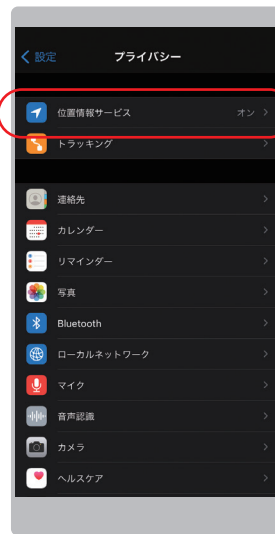 設定
プライバシー
位置情報サービス オン
トラッキング
連絡先
カレンダー
リマインダー
写真
Bluetooth
ローカルネットワーク
マイク
音声認識
カメラ
ヘルスケア